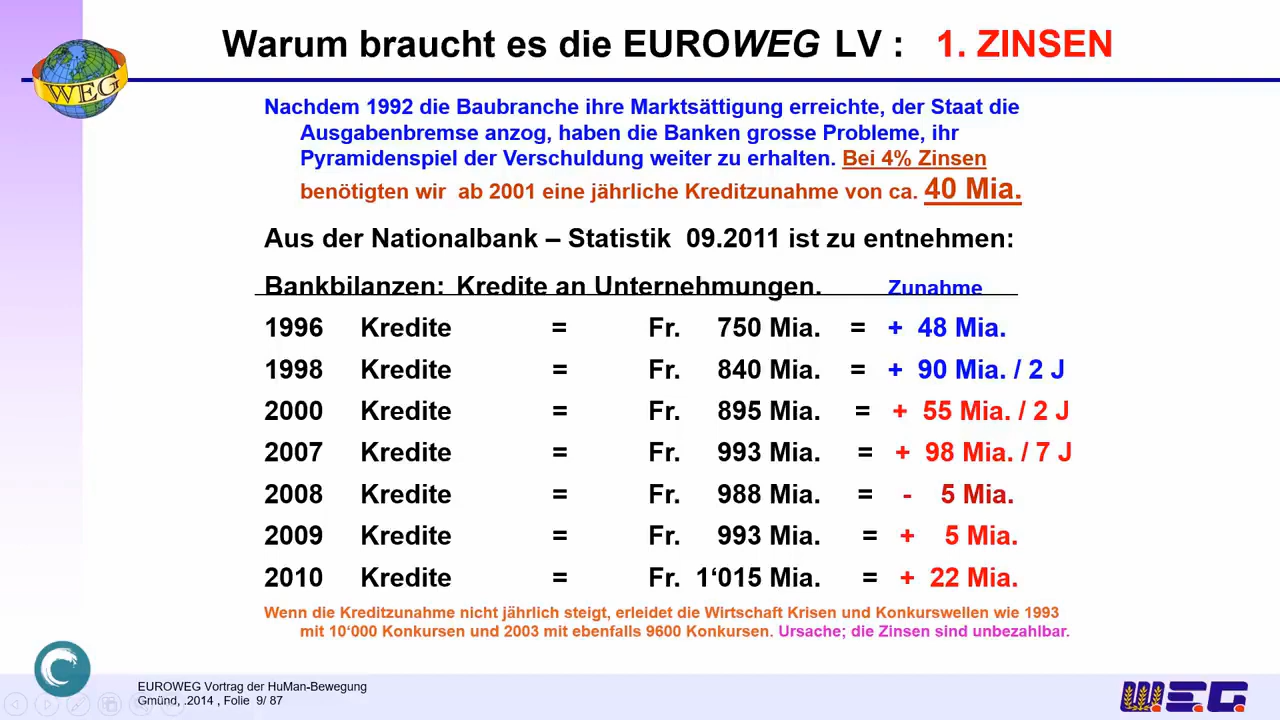 Warum braucht es die EUROWEG LV : 1. ZINSEN
WEG
Nachdem 1992 die Baubranche ihre Marktsättigung erreichte, der Staat die
Ausgabenbremse anzog, haben die Banken grosse Probleme, ihr
Pyramidenspiel der Verschuldung weiter zu erhalten. Bei 4% Zinsen
benötigten wir ab 2001 eine jährliche Kreditzunahme von ca. 40 Mia.
Aus der Nationalbank – Statistik 09.2011 ist zu entnehmen:
Bankbilanzen: Kredite an Unternehmungen. Zunahme
1996 Kredite = Fr. 750 Mia. = + 48 Mia.
1998 Kredite = Fr. 840 Mia. = + 90 Mia. / 2 J
2000 Kredite = Fr. 895 Mia. = + 55 Mia. / 2 J
2007 Kredite = Fr. 993 Mia. = + 98 Mia. / 7 J
2008 Kredite = Fr. 988 Mia. = - 5 Mia.
2009 Kredite = Fr. 993 Mia. = + 5 Mia.
2010 Kredite = Fr. 1‘015 Mia. = + 22 Mia.
Wenn die Kreditzunahme nicht jährlich steigt, erleidet die Wirtschaft Krisen und Konkurswellen wie 1993
mit 10‘000 Konkursen und 2003 mit ebenfalls 9600 Konkursen. Ursache; die Zinsen sind unbezahlbar.
EUROWEG Vortrag der HuMan-Bewegung
Gmünd, .2014 , Folie 9/ 87
W.E.G.